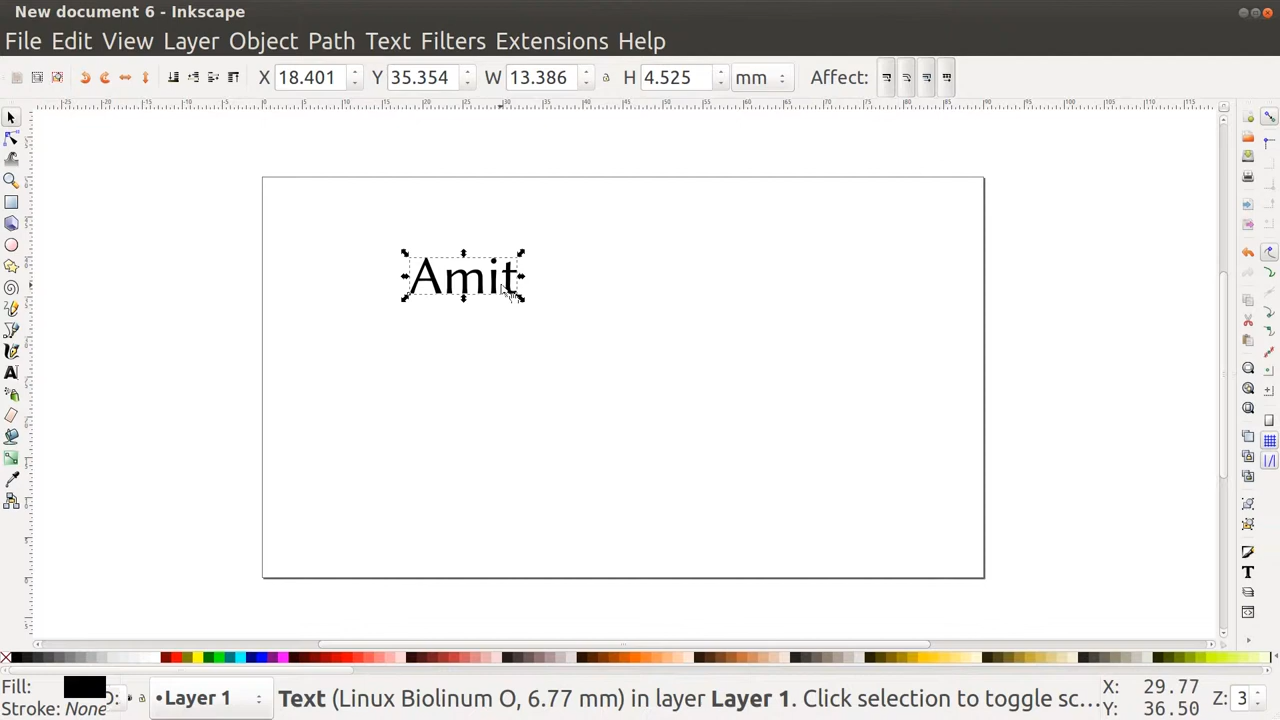 New document 6 - Inkscape
File Edit View Layer Object Path Text Filters Extensions Help
X 18.401 Y 35.354 W 13.386 H 4.525 mm Affect:
Amit
Fill:
Stroke: None
O:
•Layer 1
Text (Linux Biolinum O, 6.77 mm) in layer Layer 1. Click selection to toggle sc...
X: 29.77
Y: 36.50
Z: 3